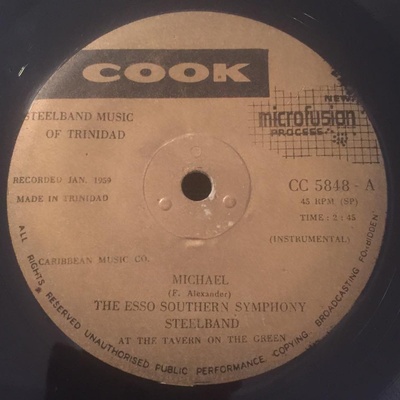 COOK
STEELBAND MUSIC
OF TRINIDAD
NEW!
microfusion
PROCESS
RECORDED JAN. 1959
MADE IN TRINIDAD
CC 5848 - A
45 RPM (SP)
TIME : 2 : 45
(INSTRUMENTAL)
CARIBBEAN MUSIC CO.
MICHAEL
(F. Alexander)
THE ESSO SOUTHERN SYMPHONY
STEELBAND
AT THE TAVERN ON THE GREEN
ALL RIGHTS RESERVED UNAUTHORISED PUBLIC PERFORMANCE, COPYING, BROADCASTING FORBIDDEN